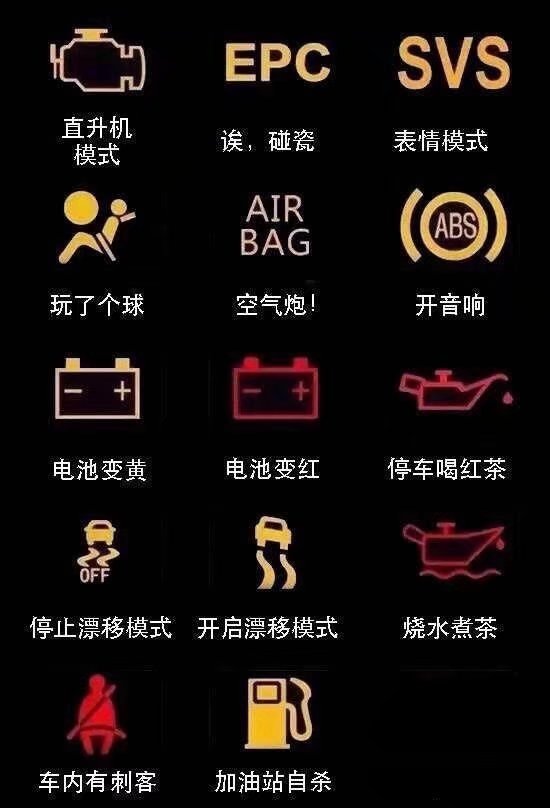 EPC
SVS
直升机
模式
诶，碰瓷
表情模式
AIR
BAG
ABS
玩了个球
空气炮！
开音响
- +
- +
电池变黄
电池变红
停车喝红茶
OFF
停止漂移模式
开启漂移模式
烧水煮茶
车内有刺客
加油站自杀